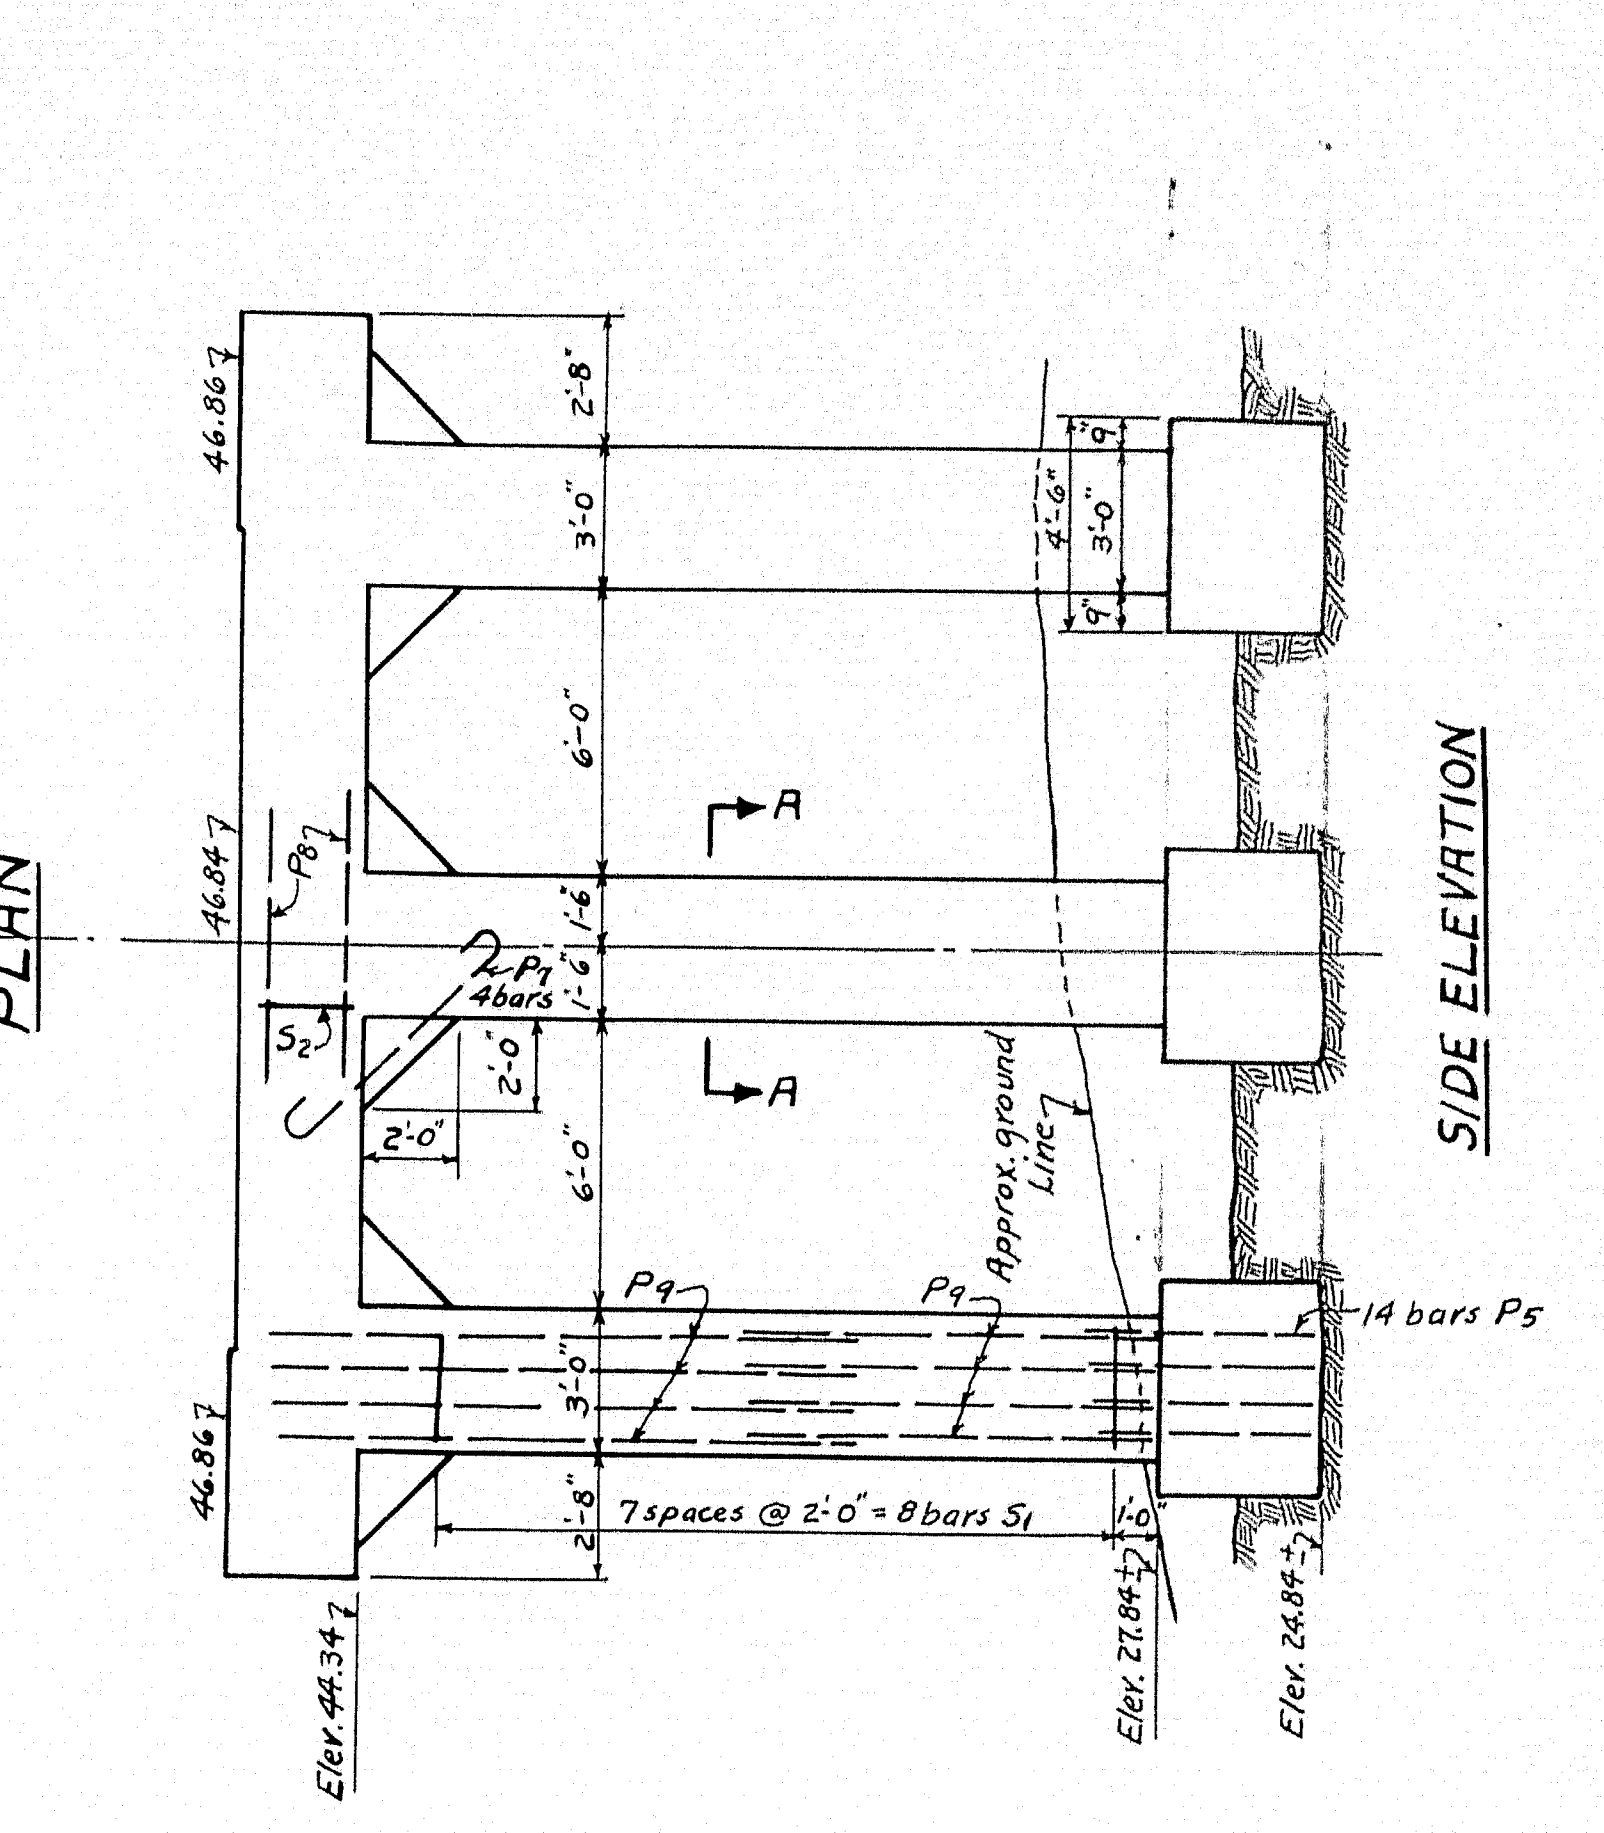 PLAN
46.86
46.84
46.86
P8
S2
P7
4 bars
2'-0"
2'-0"
2'-8"
3'-0"
6'-0"
1'-6"
1'-6"
6'-0"
3'-0"
2'-8"
A
A
P9
P9
Approx. ground
Line
9"
3'-0"
9"
4'-6"
14 bars P5
7 spaces @ 2'-0" = 8 bars S1
1'-0"
Elev. 44.34
Elev. 27.84±
Elev. 24.84±
SIDE ELEVATION